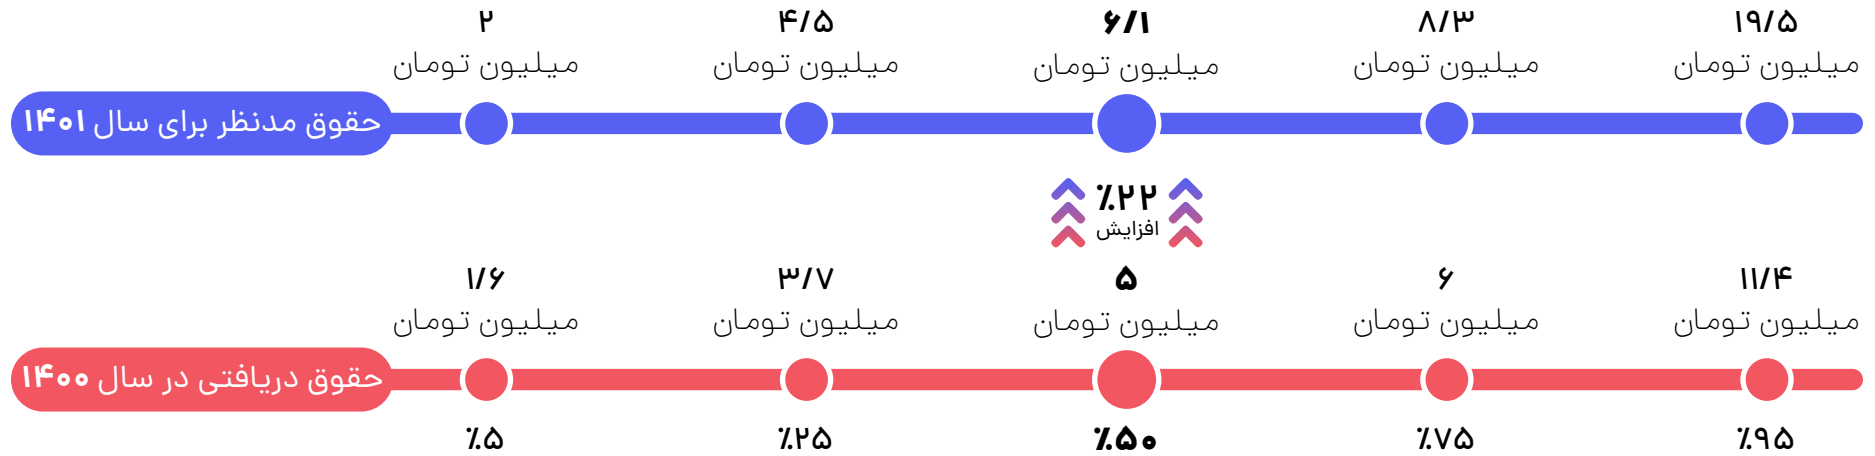 ۲
میلیون تومان
۴/۵
میلیون تومان
۶/۱
میلیون تومان
۸/۳
میلیون تومان
۱۹/۵
میلیون تومان
حقوق مدنظر برای سال ۱۴۰۱
٪۲۲
افزایش
۱/۶
میلیون تومان
۳/۷
میلیون تومان
۵
میلیون تومان
۶
میلیون تومان
۱۱/۴
میلیون تومان
حقوق دریافتی در سال ۱۴۰۰
٪۵
٪۲۵
٪۵۰
٪۷۵
٪۹۵